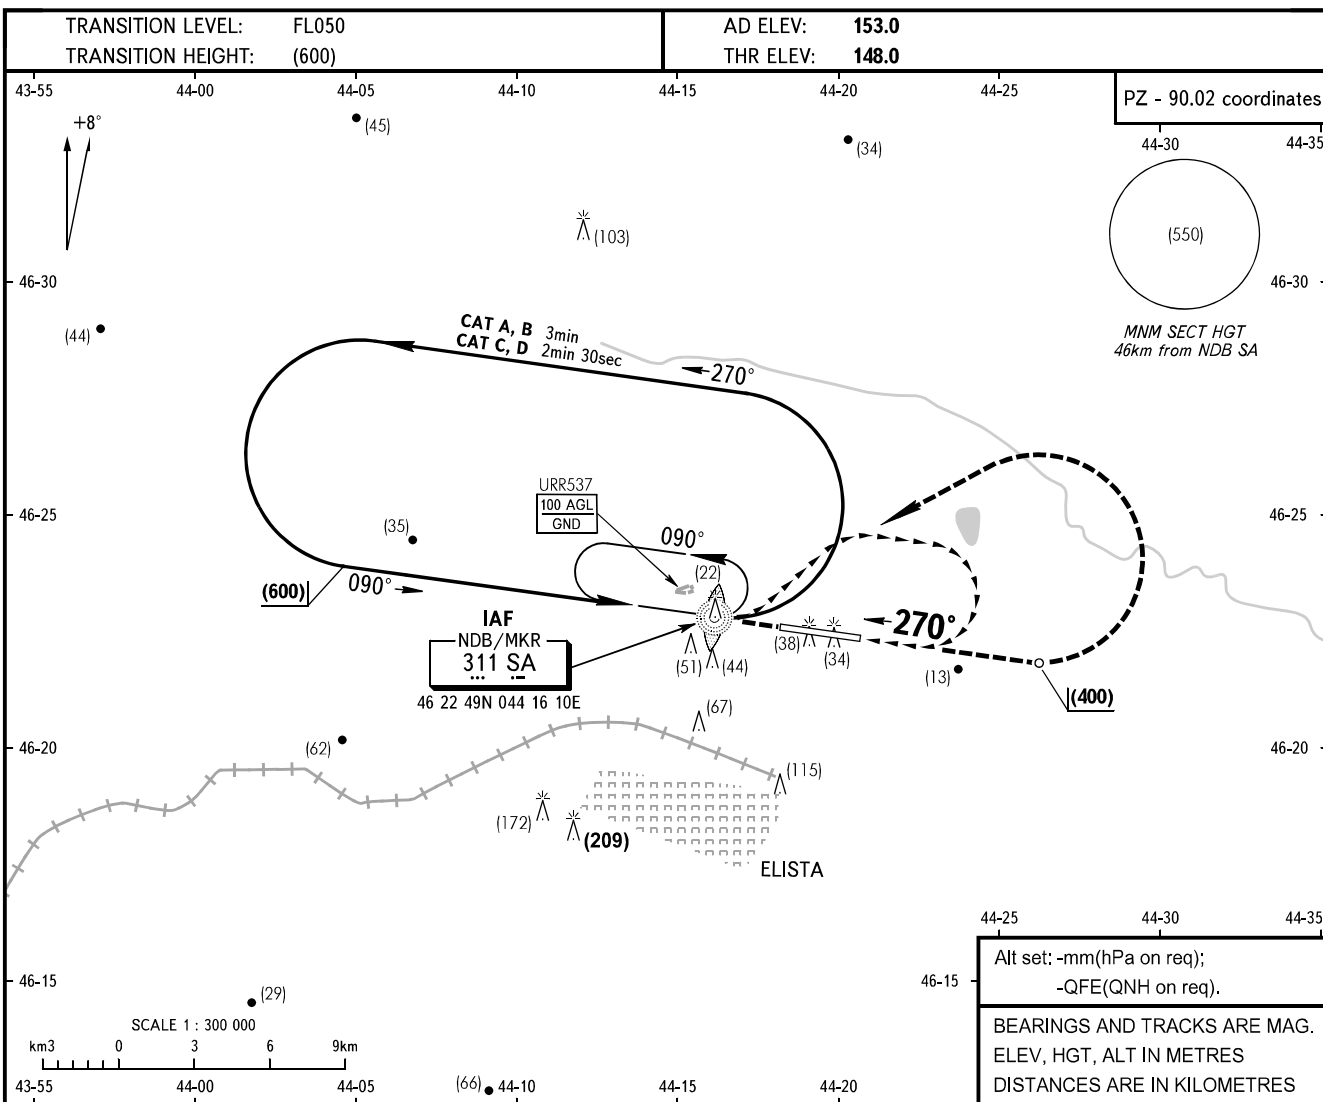 TRANSITION LEVEL: FL050
TRANSITION HEIGHT: (600)
AD ELEV: 153.0
THR ELEV: 148.0
43-55 44-00 44-05 44-10 44-15 44-20 44-25
PZ - 90.02 coordinates
44-30 44-35
+8°
(45)
(34)
(103)
(550)
46-30 46-30
MNM SECT HGT
46km from NDB SA
(44)
CAT A, B 3min
CAT C, D 2min 30sec
270°
URR537
100 AGL
GND
46-25 46-25
(35)
090°
(22)
090°
(600)
IAF
NDB/MKR
311 SA
46 22 49N 044 16 10E
270°
(38)
(34)
(51)
(44)
(13)
(400)
(67)
46-20 46-20
(62)
(115)
(172)
(209)
ELISTA
44-25 44-30 44-35
46-15 46-15
Alt set: -mm(hPa on req);
-QFE(QNH on req).
(29)
SCALE 1 : 300 000
km3 0 3 6 9km
BEARINGS AND TRACKS ARE MAG.
ELEV, HGT, ALT IN METRES
DISTANCES ARE IN KILOMETRES
43-55 44-00 44-05 44-10 44-15 44-20
(66)